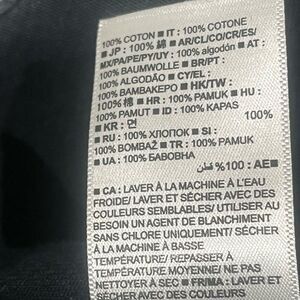 100% COTON ■ IT : 100% COTONE
■ JP : 100% 綿 ■ AR/CL/CO/CR/ES/
MX/PA/PE/PY/UY : 100% algodón ■ AT :
100% BAUMWOLLE ■ BR/PT :
100% ALGODÃO ■ CY/EL :
100% ΒΑΜΒΑΚΕΡΟ ■ HK/TW :
100% 棉 ■ HR : 100% PAMUK ■ HU :
100% PAMUT ■ ID : 100% KAPAS
■ KR : 면 100%
■ RU : 100% ХЛОПОК ■ SI :
100% BOMBAŽ ■ TR : 100% PAMUK
■ UA : 100% БАВОВНА
■ AE : 100% قطن
■ CA : LAVER À LA MACHINE À L'EAU
FROIDE/ LAVER ET SÉCHER AVEC DES
COULEURS SEMBLABLES/ UTILISER AU
BESOIN UN AGENT DE BLANCHIMENT
SANS CHLORE UNIQUEMENT/ SÉCHER
À LA MACHINE À BASSE
TEMPÉRATURE/ REPASSER À
TEMPÉRATURE MOYENNE/ NE PAS
NETTOYER À SEC ■ FR/MA : LAVER ET
SÉCHER AVEC DES COULEURS